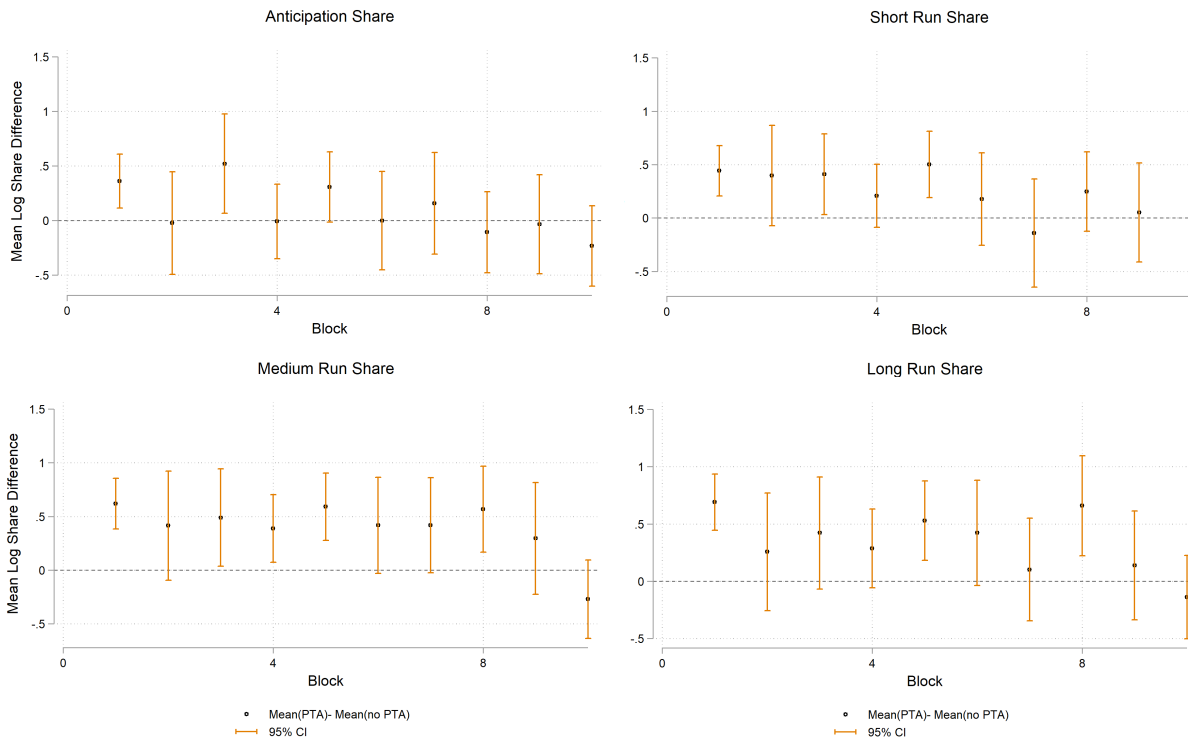 Anticipation Share
Mean Log Share Difference
1.5
1
.5
0
-.5
0
4
8
Block
Short Run Share
1.5
1
.5
0
-.5
0
4
8
Block
Medium Run Share
Mean Log Share Difference
1.5
1
.5
0
-.5
0
4
8
Block
Long Run Share
1.5
1
.5
0
-.5
0
4
8
Block
Mean(PTA)- Mean(no PTA)
95% CI
Mean(PTA)- Mean(no PTA)
95% CI